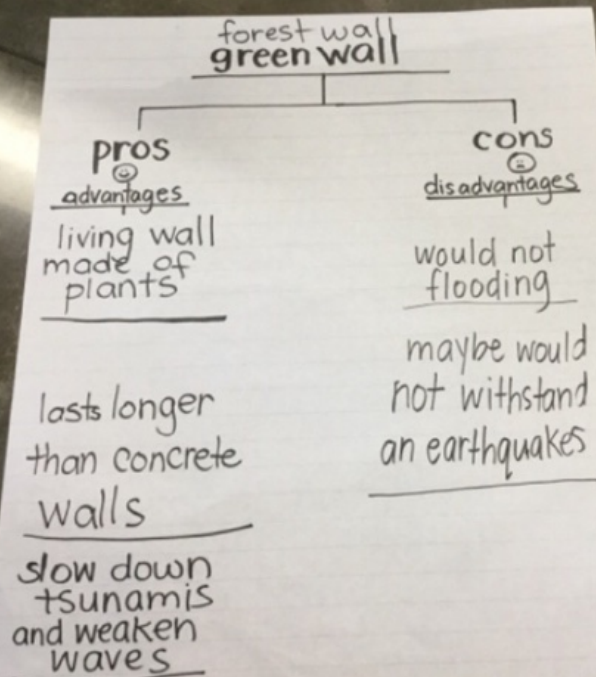 forest wall
green wall
pros
advantages
living wall
made of
plants
lasts longer
than concrete
walls
slow down
tsunamis
and weaken
waves
cons
disadvantages
would not
flooding
maybe would
not withstand
an earthquakes